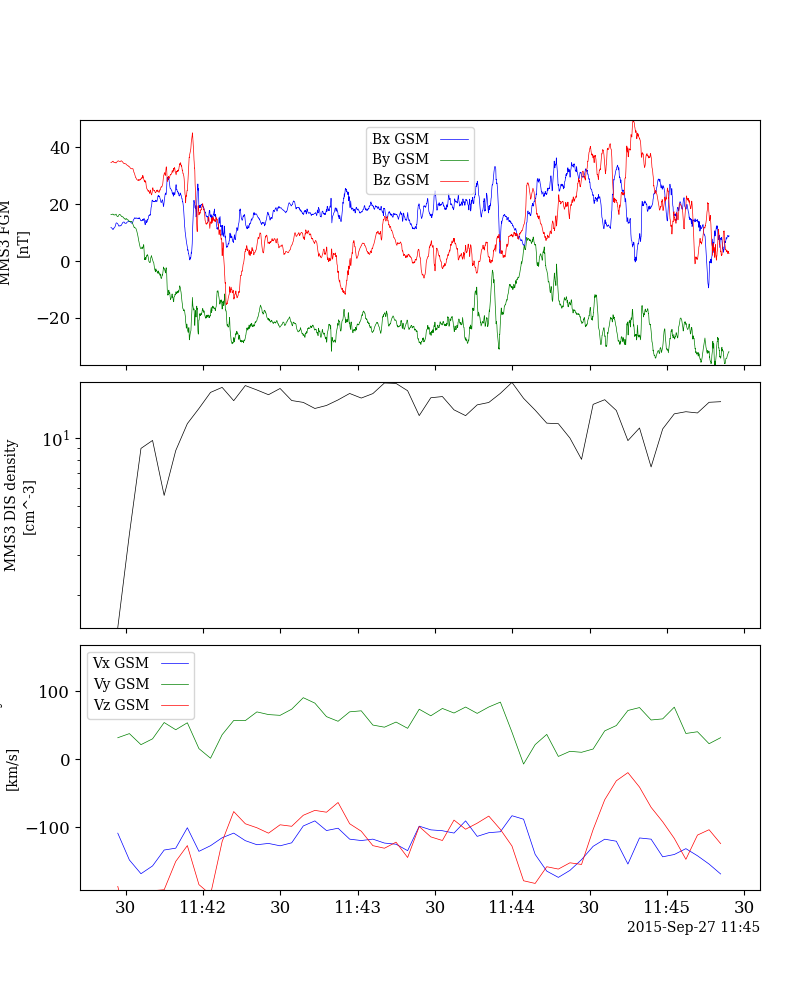 40
20
0
−20
MMS3 FGM
[nT]
Bx GSM
By GSM
Bz GSM
10^1
MMS3 DIS density
[cm^-3]
100
0
−100
[km/s]
Vx GSM
Vy GSM
Vz GSM
30 11:42 30 11:43 30 11:44 30 11:45 30
2015-Sep-27 11:45